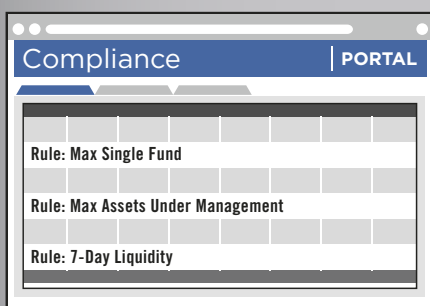 Compliance
PORTAL
Rule: Max Single Fund
Rule: Max Assets Under Management
Rule: 7-Day Liquidity